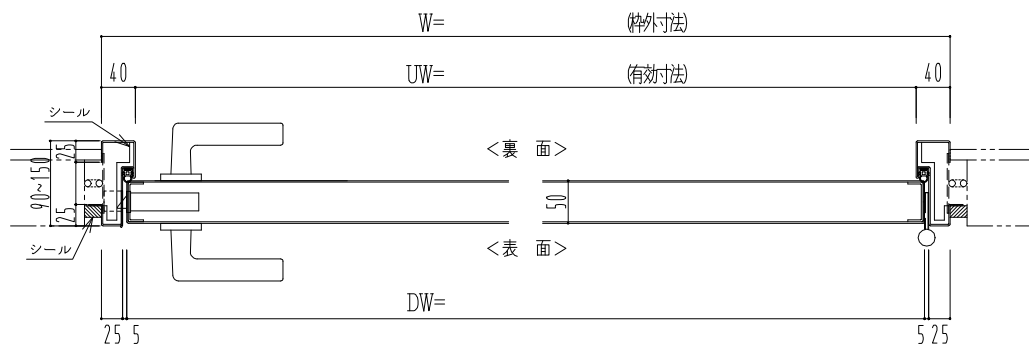 W= (枠外寸法)
40 UW= (有効寸法) 40
シール
25
90~150
25
<裏 面>
50
シール
<表 面>
DW=
25 5 5 25